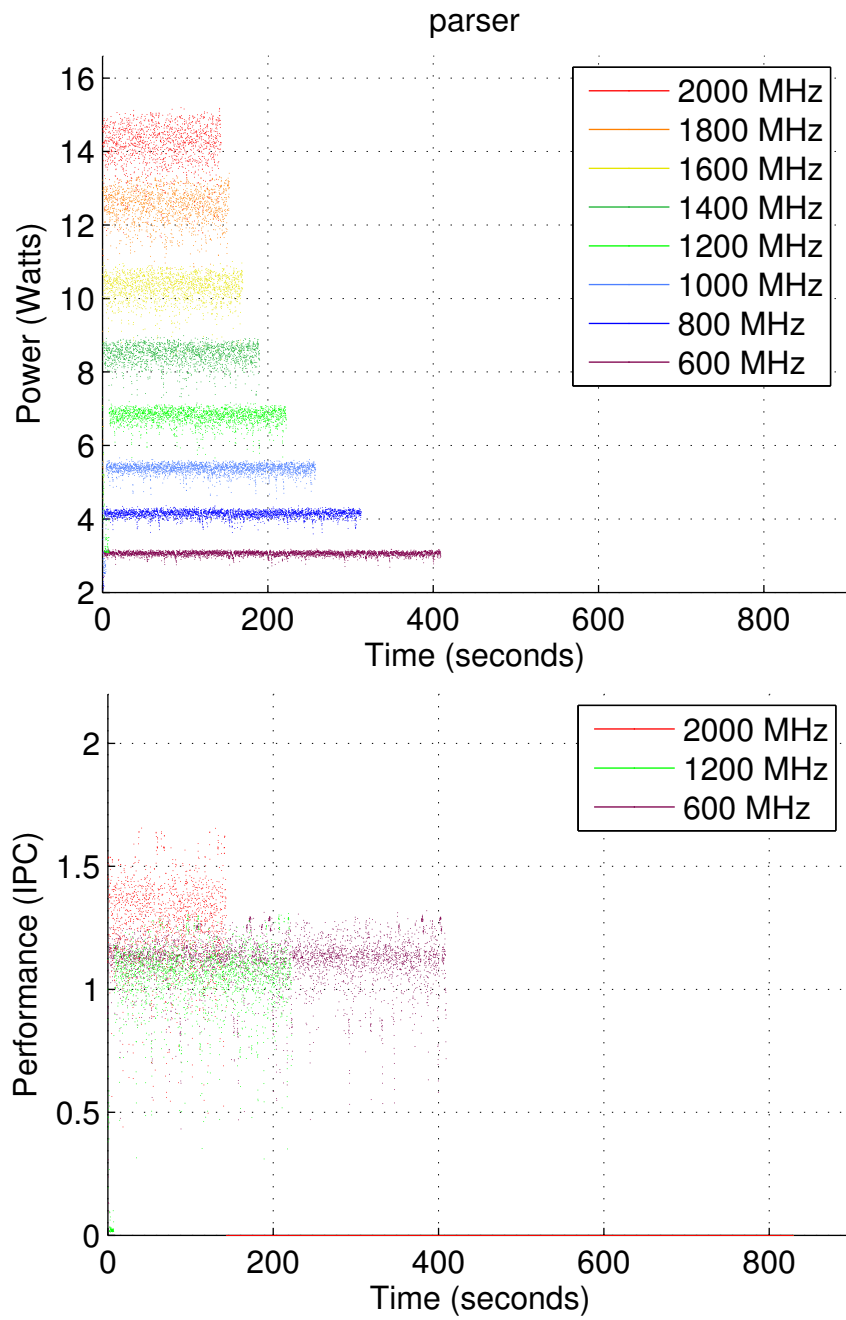 parser
16
14
12
10
8
6
4
2
Power (Watts)
2000 MHz
1800 MHz
1600 MHz
1400 MHz
1200 MHz
1000 MHz
800 MHz
600 MHz
0 200 400 600 800
Time (seconds)
2
1.5
1
0.5
0
Performance (IPC)
2000 MHz
1200 MHz
600 MHz
0 200 400 600 800
Time (seconds)